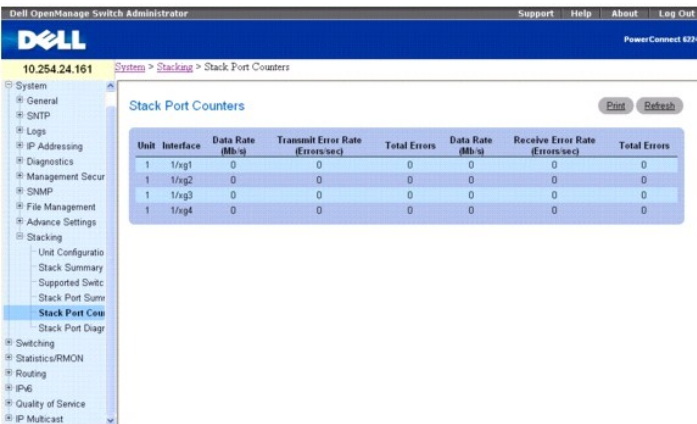 Dell OpenManage Switch Administrator
Support Help About Log Out
DELL
PowerConnect 622
10.254.24.161
System > Stacking > Stack Port Counters
System
General
SNTP
Logs
IP Addressing
Diagnostics
Management Secur
SNMP
File Management
Advance Settings
Stacking
Unit Configuratio
Stack Summary
Supported Switc
Stack Port Sum
Stack Port Cou
Stack Port Diagr
Switching
Statistics/RMON
Routing
IPv6
Quality of Service
IP Multicast
Stack Port Counters
Print Refresh
Unit Interface Data Rate (Mb/s) Transmit Error Rate (Errors/sec) Total Errors Data Rate (Mb/s) Receive Error Rate (Errors/sec) Total Errors
1 1/xg1 0 0 0 0 0 0
1 1/xg2 0 0 0 0 0 0
1 1/xg3 0 0 0 0 0 0
1 1/xg4 0 0 0 0 0 0